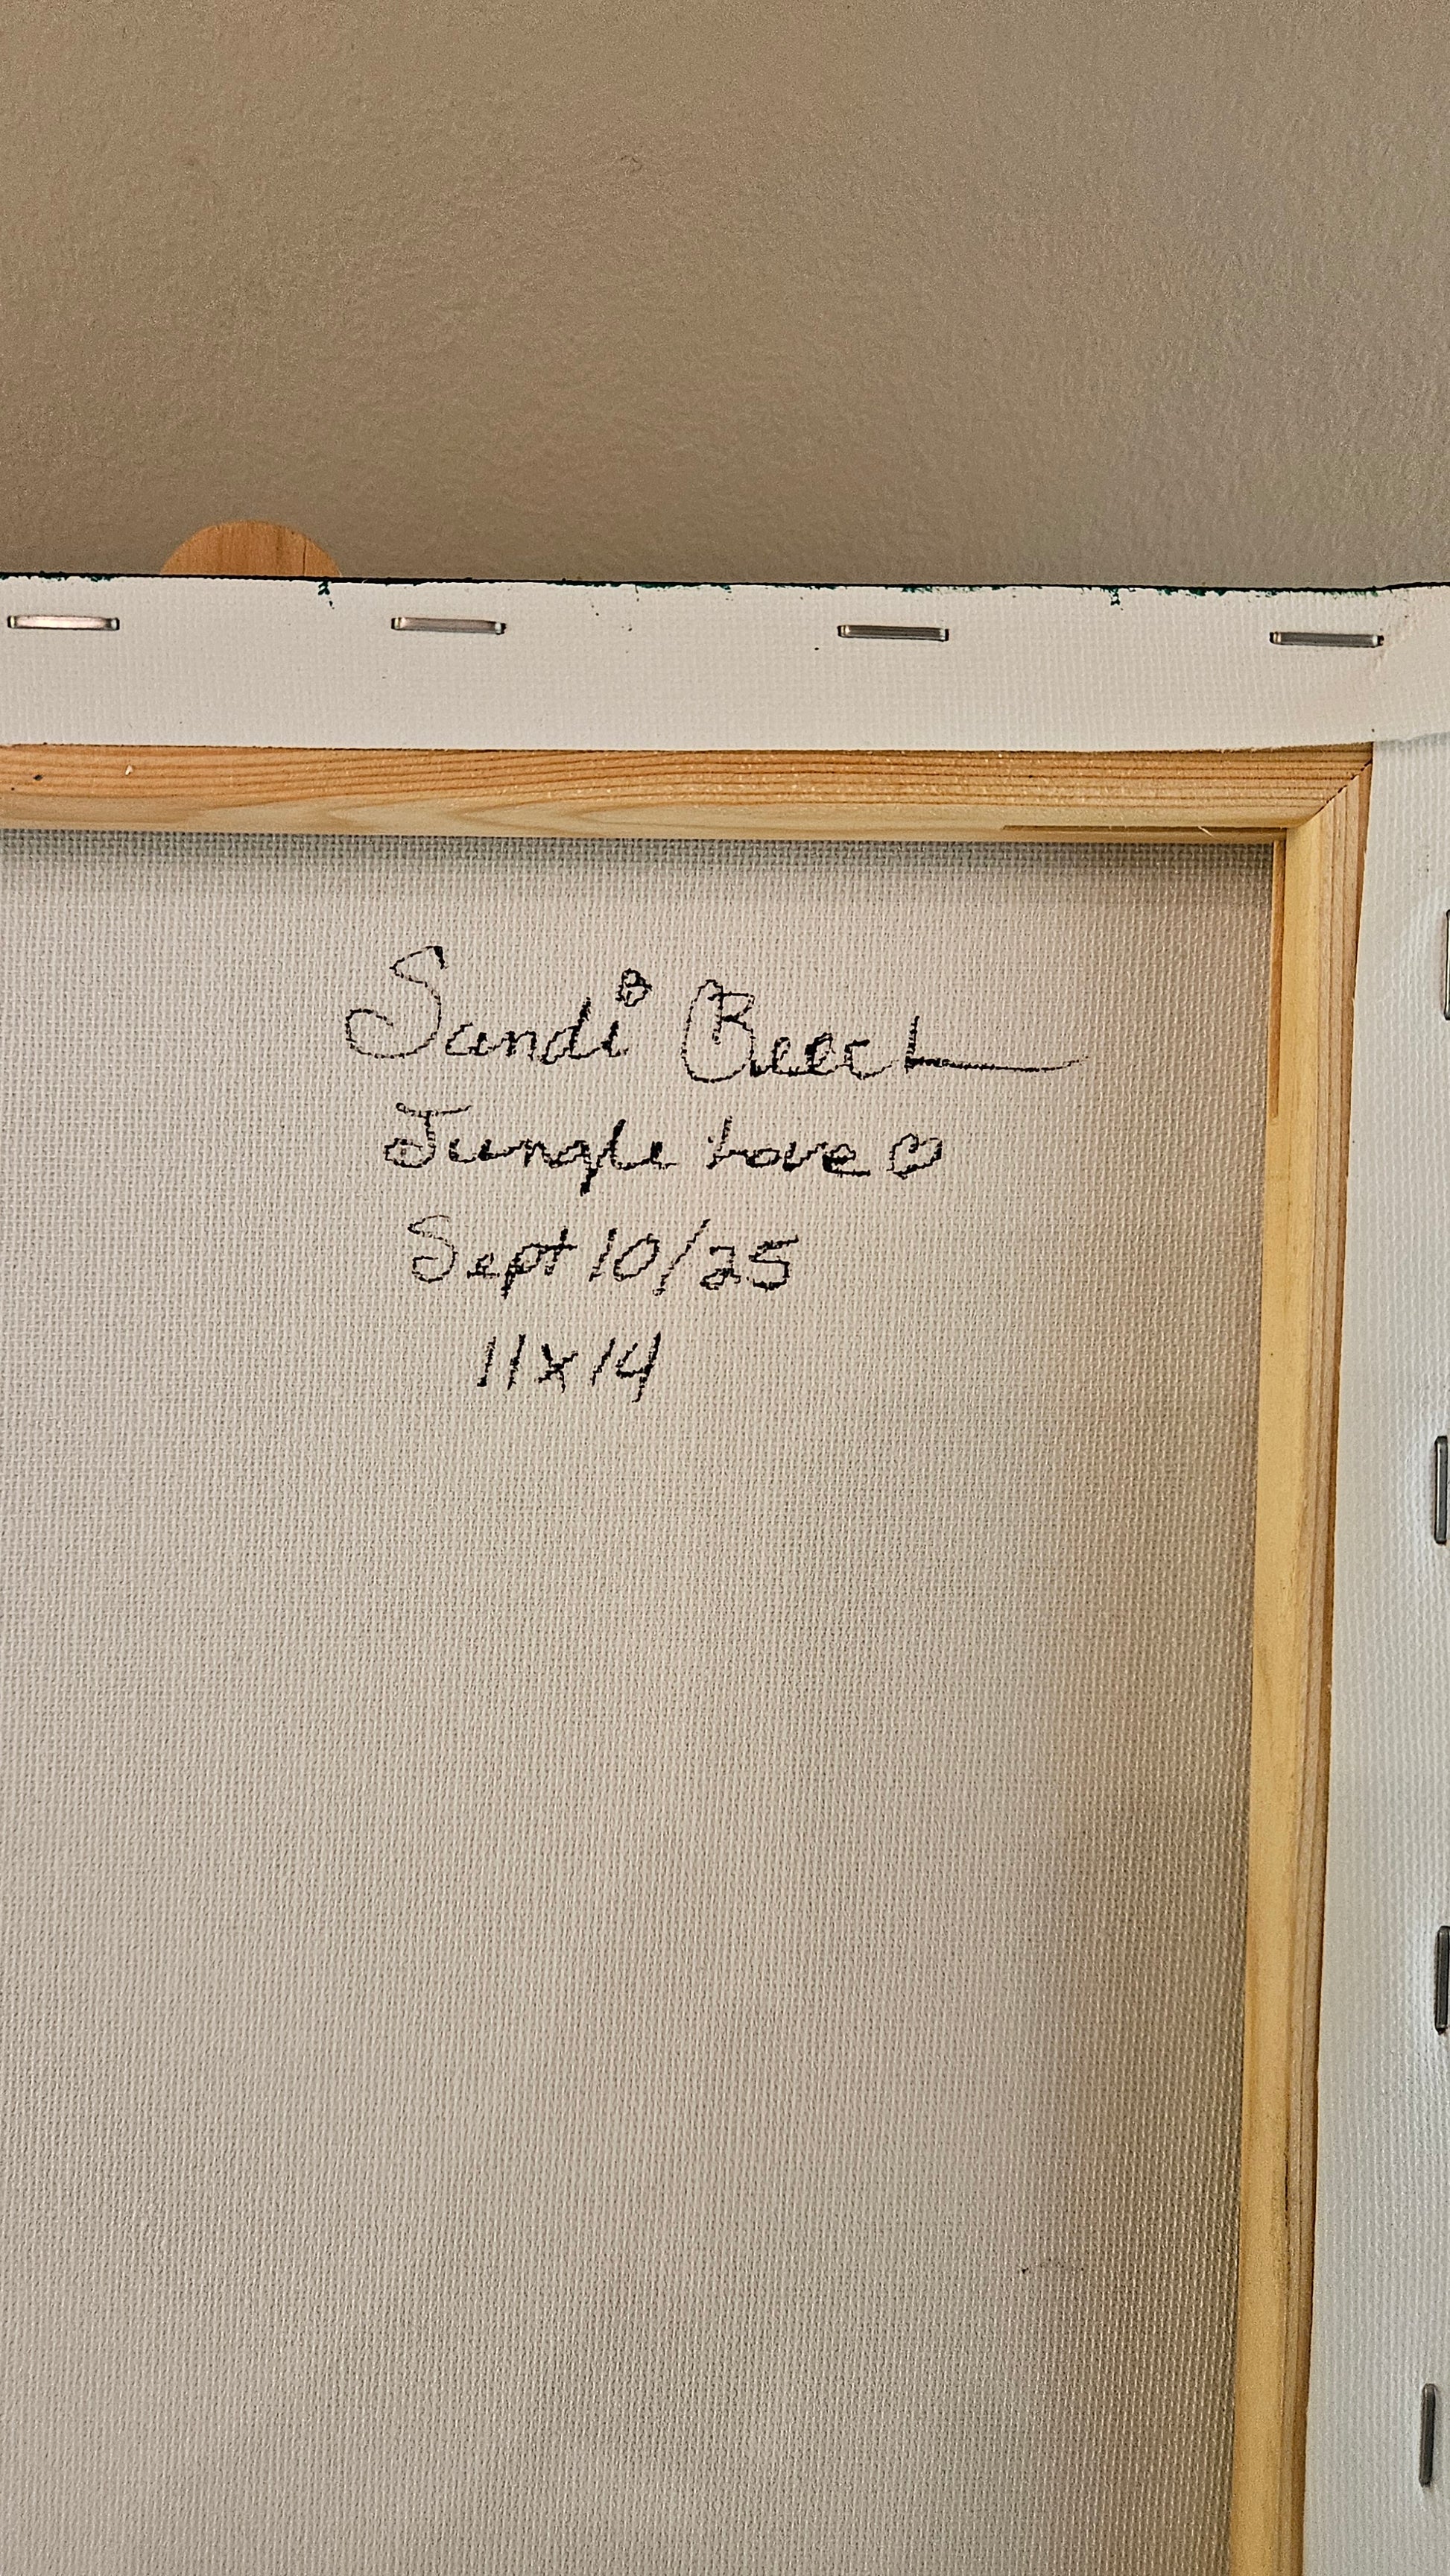 Sandi Beech
Jungle Love ♡
Sept 10/25
11x14